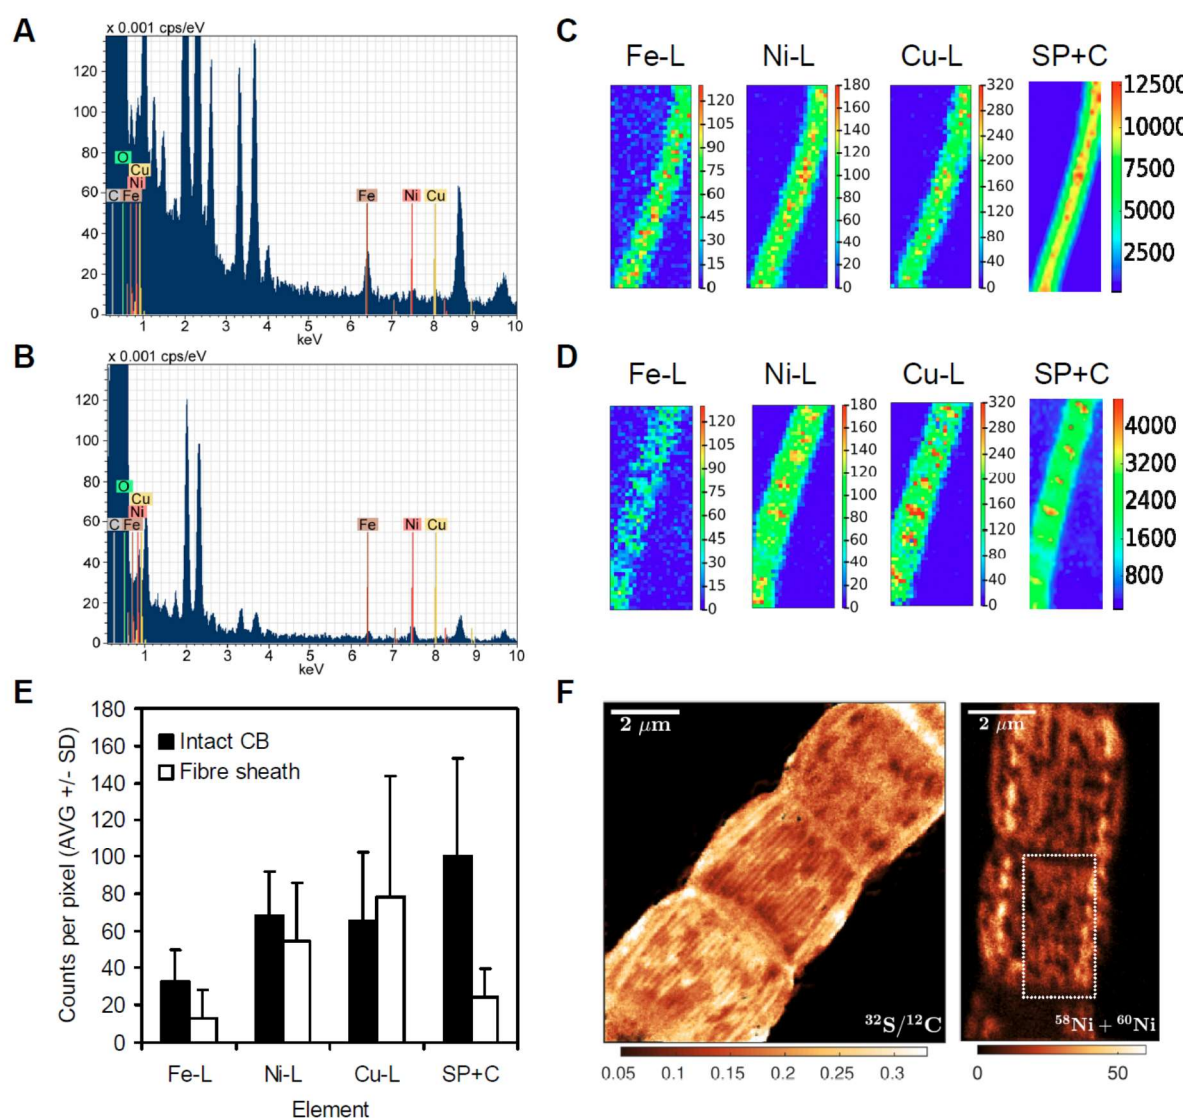 A
x 0.001 cps/eV
120
100
80
60
40
20
0
O
Cu
Ni
C Fe
Fe Ni Cu
1 2 3 4 5 6 7 8 9 10
keV
B
x 0.001 cps/eV
120
100
80
60
40
20
0
O
Cu
Ni
C Fe
Fe Ni Cu
1 2 3 4 5 6 7 8 9 10
keV
C
Fe-L Ni-L Cu-L SP+C
120
105
90
75
60
45
30
15
0
180
160
140
120
100
80
60
40
20
0
320
280
240
200
160
120
80
40
0
12500
10000
7500
5000
2500
D
Fe-L Ni-L Cu-L SP+C
120
105
90
75
60
45
30
15
0
180
160
140
120
100
80
60
40
20
0
320
280
240
200
160
120
80
40
0
4000
3200
2400
1600
800
E
Counts per pixel (AVG +/- SD)
180
160
140
120
100
80
60
40
20
0
Intact CB
Fibre sheath
Fe-L Ni-L Cu-L SP+C
Element
F
2 μm
³²S/¹²C
0.05 0.1 0.15 0.2 0.25 0.3
2 μm
⁵⁸Ni + ⁶⁰Ni
0 50